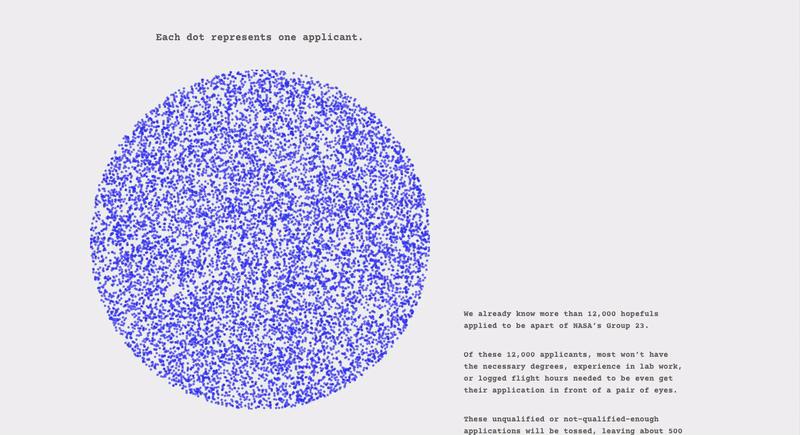 Each dot represents one applicant.
We already know more than 12,000 hopefuls
applied to be apart of NASA's Group 23.
Of these 12,000 applicants, most won't have
the necessary degrees, experience in lab work,
or logged flight hours needed to be even get
their application in front of a pair of eyes.
These unqualified or not-qualified-enough
applications will be tossed, leaving about 500